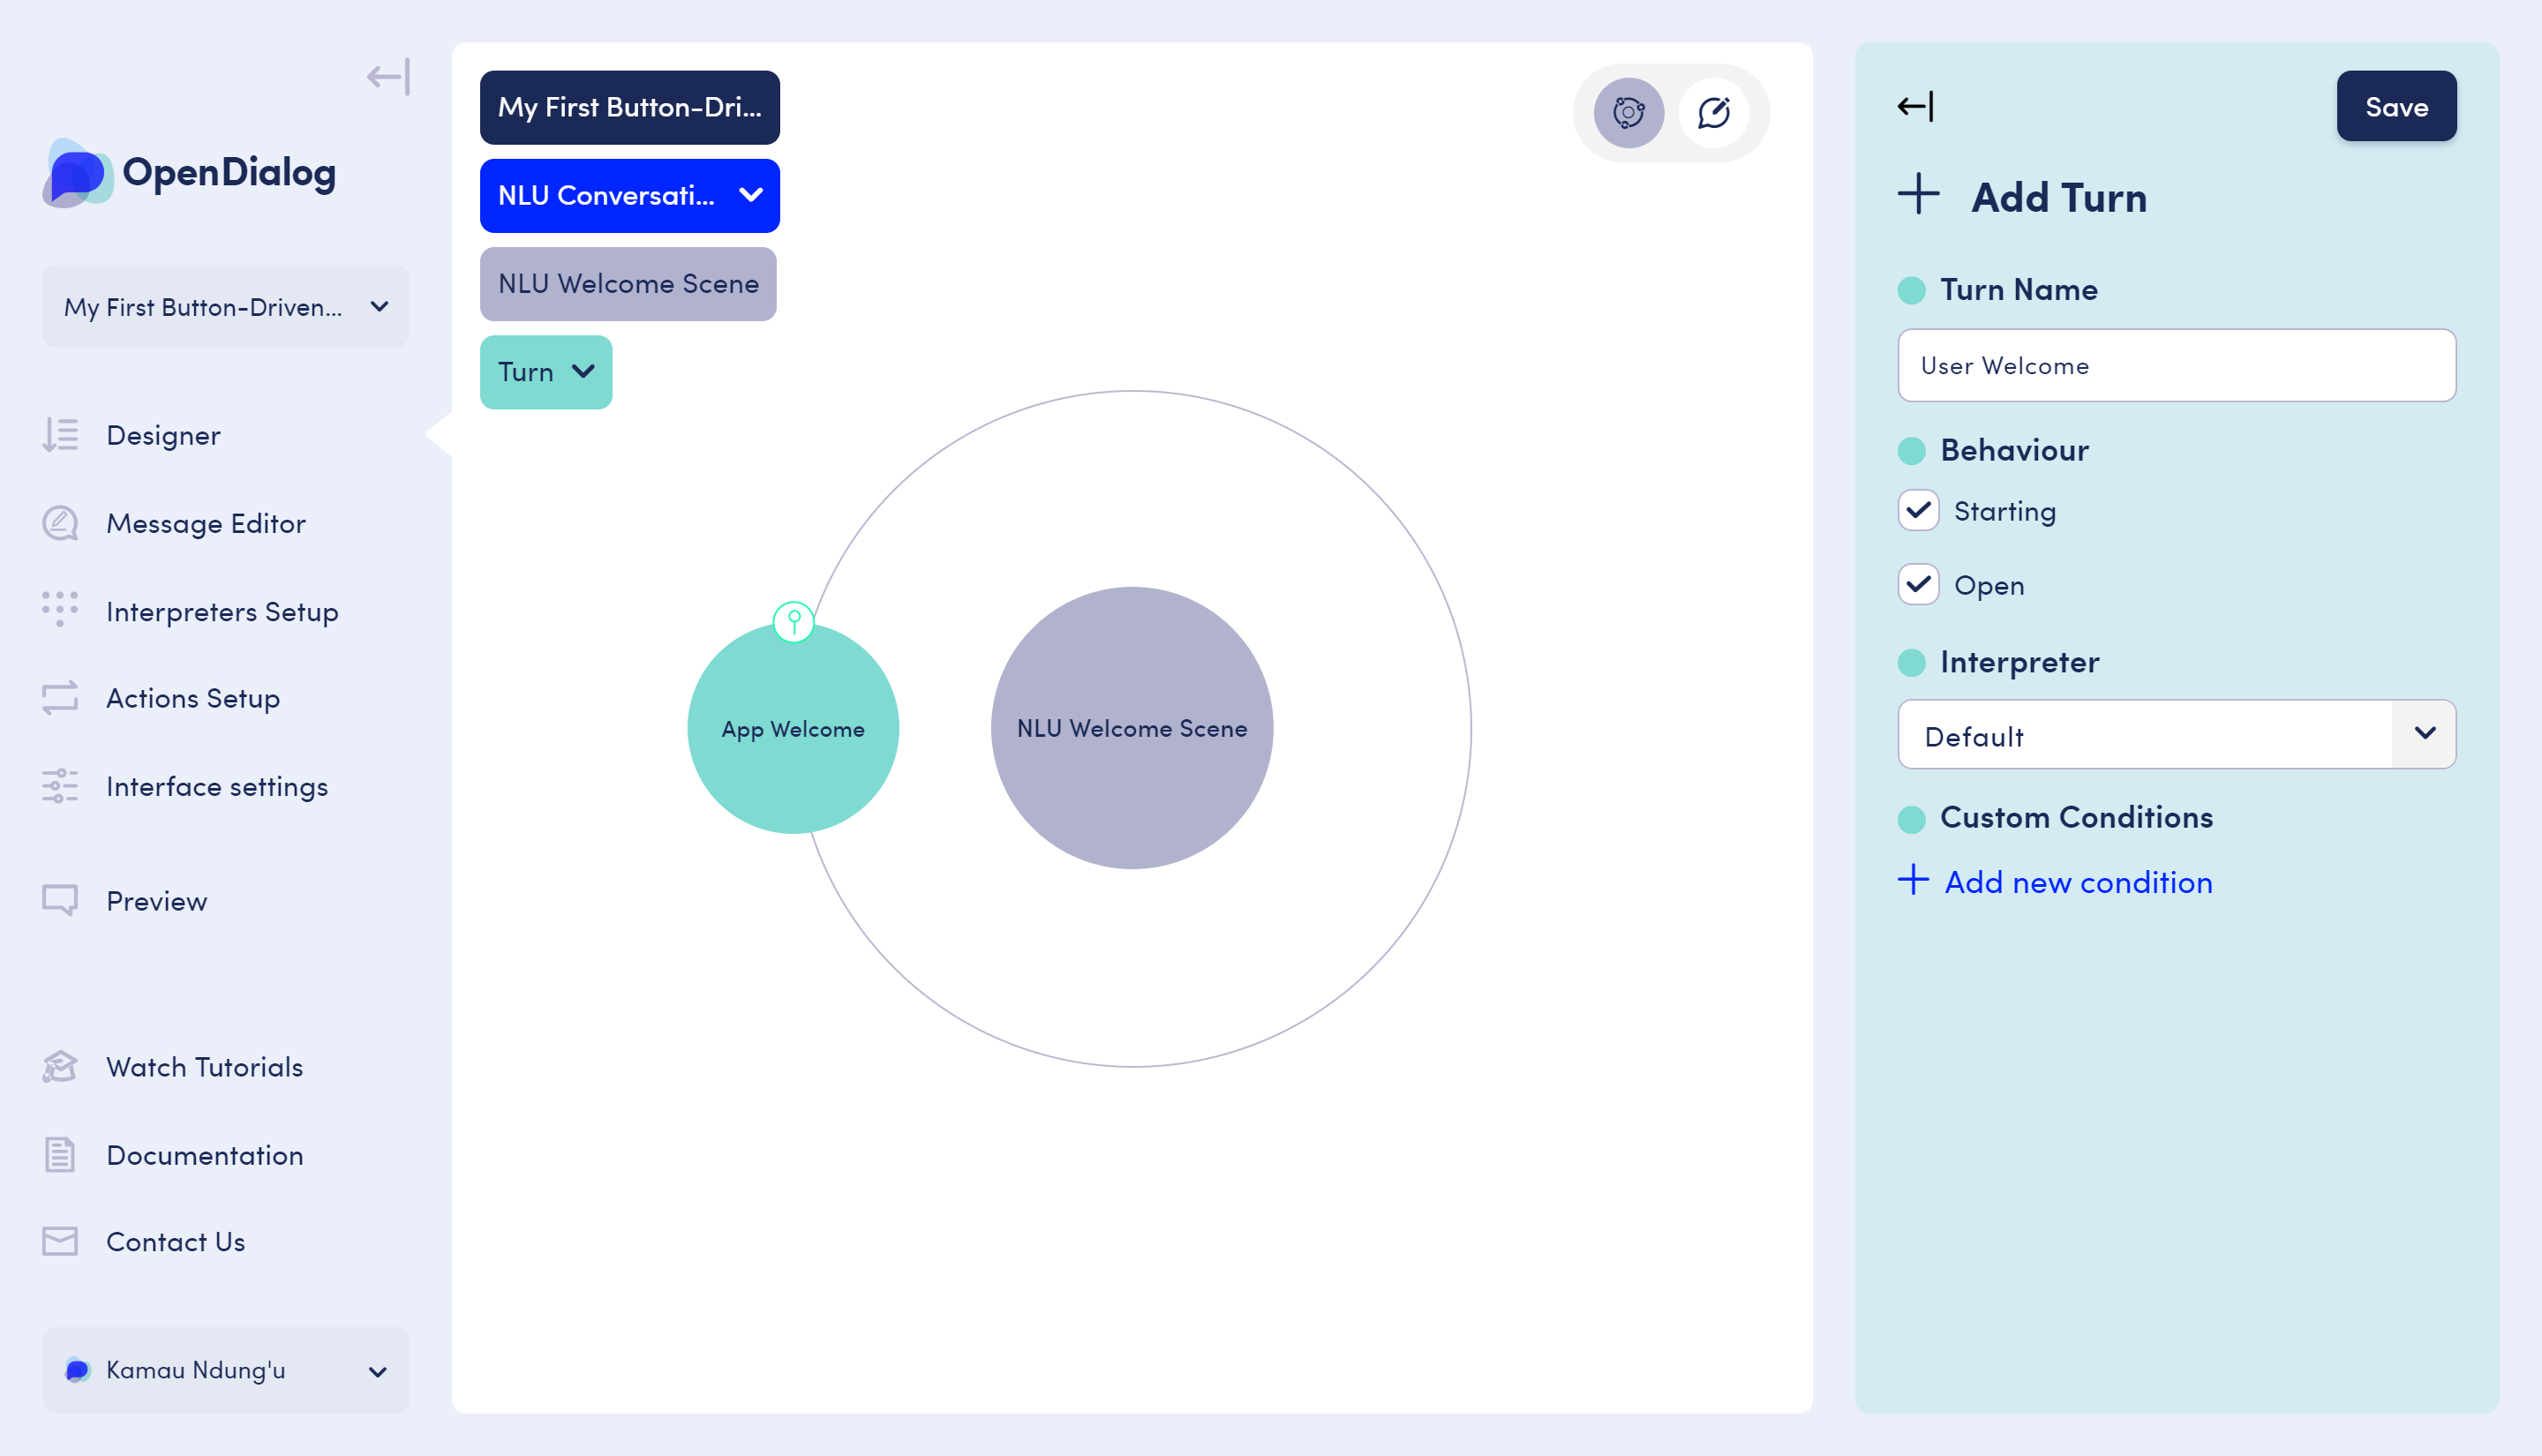 OpenDialog
My First Button-Driven...
Designer
Message Editor
Interpreters Setup
Actions Setup
Interface settings
Preview
Watch Tutorials
Documentation
Contact Us
Kamau Ndung'u
My First Button-Dri...
NLU Conversati...
NLU Welcome Scene
Turn
App Welcome
NLU Welcome Scene
Save
Add Turn
Turn Name
User Welcome
Behaviour
Starting
Open
Interpreter
Default
Custom Conditions
Add new condition